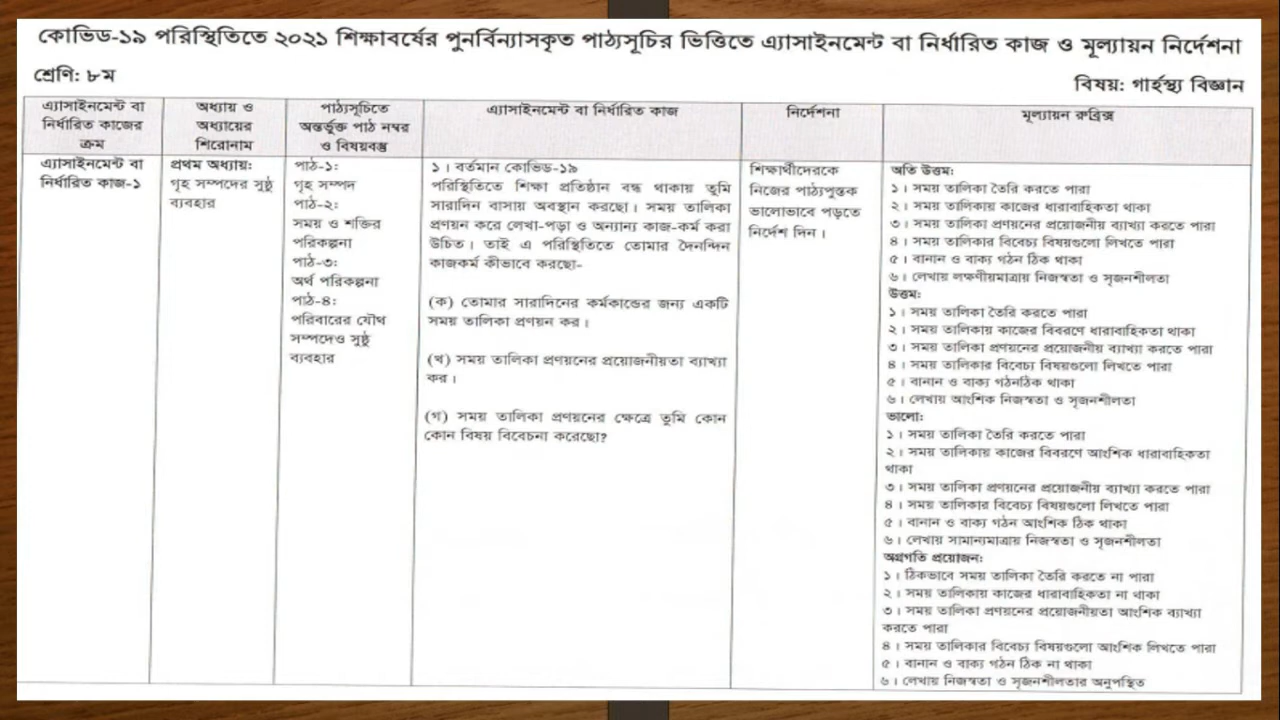 কোভিড-১৯ পরিস্থিতিতে ২০২১ শিক্ষাবর্ষের পুনর্বিন্যাসকৃত পাঠ্যসূচির ভিত্তিতে এ্যাসাইনমেন্ট বা নির্ধারিত কাজ ও মূল্যায়ন নির্দেশনা
শ্রেণি: ৮ম
বিষয়: গার্হস্থ্য বিজ্ঞান
এ্যাসাইনমেন্ট বা
নির্ধারিত কাজের
ক্রম
অধ্যায় ও
অধ্যায়ের
শিরোনাম
পাঠ্যসূচিতে
অন্তর্ভুক্ত পাঠ নম্বর
ও বিষয়বস্তু
এ্যাসাইনমেন্ট বা নির্ধারিত কাজ
নির্দেশনা
মূল্যায়ন রুব্রিক্স
এ্যাসাইনমেন্ট বা
নির্ধারিত কাজ-১
প্রথম অধ্যায়:
গৃহ সম্পদের সুষ্ঠু
ব্যবহার
পাঠ-১:
গৃহ সম্পদ
পাঠ-২:
সময় ও শক্তির
পরিকল্পনা
পাঠ-৩:
অর্থ পরিকল্পনা
পাঠ-৪:
পরিবারের যৌথ
সম্পদেও সুষ্ঠু
ব্যবহার
১। বর্তমান কোভিড-১৯
পরিস্থিতিতে শিক্ষা প্রতিষ্ঠান বন্ধ থাকায় তুমি
সারাদিন বাসায় অবস্থান করছো। সময় তালিকা
প্রণয়ন করে লেখা-পড়া ও অন্যান্য কাজ-কর্ম করা
উচিত। তাই এ পরিস্থিতিতে তোমার দৈনন্দিন
কাজকর্ম কীভাবে করছো-
(ক) তোমার সারাদিনের কর্মকান্ডের জন্য একটি
সময় তালিকা প্রণয়ন কর।
(খ) সময় তালিকা প্রণয়নের প্রয়োজনীয়তা ব্যাখ্যা
কর।
(গ) সময় তালিকা প্রণয়নের ক্ষেত্রে তুমি কোন
কোন বিষয় বিবেচনা করেছো?
শিক্ষার্থীদেরকে
নিজের পাঠ্যপুস্তক
ভালোভাবে পড়তে
নির্দেশ দিন।
অতি উত্তম:
১। সময় তালিকা তৈরি করতে পারা
২। সময় তালিকায় কাজের ধারাবাহিকতা থাকা
৩। সময় তালিকা প্রণয়নের প্রয়োজনীয় ব্যাখ্যা করতে পারা
৪। সময় তালিকার বিবেচ্য বিষয়গুলো লিখতে পারা
৫। বানান ও বাক্য গঠন ঠিক থাকা
৬। লেখায় লক্ষণীয়মাত্রায় নিজস্বতা ও সৃজনশীলতা
উত্তম:
১। সময় তালিকা তৈরি করতে পারা
২। সময় তালিকায় কাজের বিবরণে ধারাবাহিকতা থাকা
৩। সময় তালিকা প্রণয়নের প্রয়োজনীয় ব্যাখ্যা করতে পারা
৪। সময় তালিকার বিবেচ্য বিষয়গুলো লিখতে পারা
৫। বানান ও বাক্য গঠনঠিক থাকা
৬। লেখায় আংশিক নিজস্বতা ও সৃজনশীলতা
ভালো:
১। সময় তালিকা তৈরি করতে পারা
২। সময় তালিকায় কাজের বিবরণে আংশিক ধারাবাহিকতা
থাকা
৩। সময় তালিকা প্রণয়নের প্রয়োজনীয় ব্যাখ্যা করতে পারা
৪। সময় তালিকার বিবেচ্য বিষয়গুলো লিখতে পারা
৫। বানান ও বাক্য গঠন আংশিক ঠিক থাকা
৬। লেখায় সামান্যমাত্রায় নিজস্বতা ও সৃজনশীলতা
অগ্রগতি প্রয়োজন:
১। ঠিকভাবে সময় তালিকা তৈরি করতে না পারা
২। সময় তালিকায় কাজের ধারাবাহিকতা না থাকা
৩। সময় তালিকা প্রণয়নের প্রয়োজনীয়তা আংশিক ব্যাখ্যা
করতে পারা
৪। সময় তালিকার বিবেচ্য বিষয়গুলো আংশিক লিখতে পারা
৫। বানান ও বাক্য গঠন ঠিক না থাকা
৬। লেখায় নিজস্বতা ও সৃজনশীলতার অনুপস্থিত